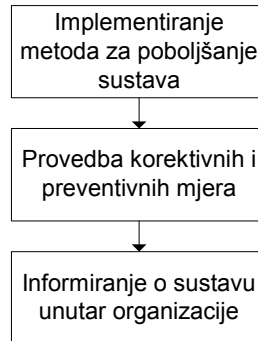 Implementiranje
metoda za poboljšanje
sustava
Provedba korektivnih i
preventivnih mjera
Informiranje o sustavu
unutar organizacije